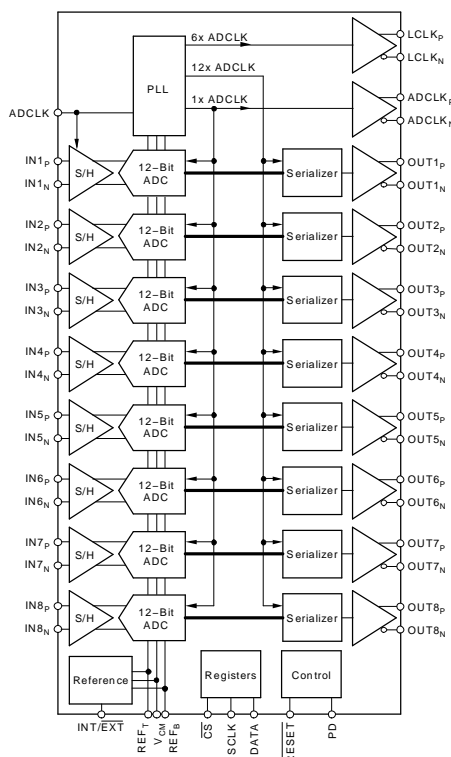 6x ADCLK
LCLKP
LCLKN
PLL
12x ADCLK
1x ADCLK
ADCLKP
ADCLKN
ADCLK
IN1P
IN1N
S/H
12–Bit
ADC
Serializer
OUT1P
OUT1N
IN2P
IN2N
S/H
12–Bit
ADC
Serializer
OUT2P
OUT2N
IN3P
IN3N
S/H
12–Bit
ADC
Serializer
OUT3P
OUT3N
IN4P
IN4N
S/H
12–Bit
ADC
Serializer
OUT4P
OUT4N
IN5P
IN5N
S/H
12–Bit
ADC
Serializer
OUT5P
OUT5N
IN6P
IN6N
S/H
12–Bit
ADC
Serializer
OUT6P
OUT6N
IN7P
IN7N
S/H
12–Bit
ADC
Serializer
OUT7P
OUT7N
IN8P
IN8N
S/H
12–Bit
ADC
Serializer
OUT8P
OUT8N
Reference
Registers
Control
INT/EXT
REFT
VCM
REFB
CS
SCLK
DATA
RESET
PD